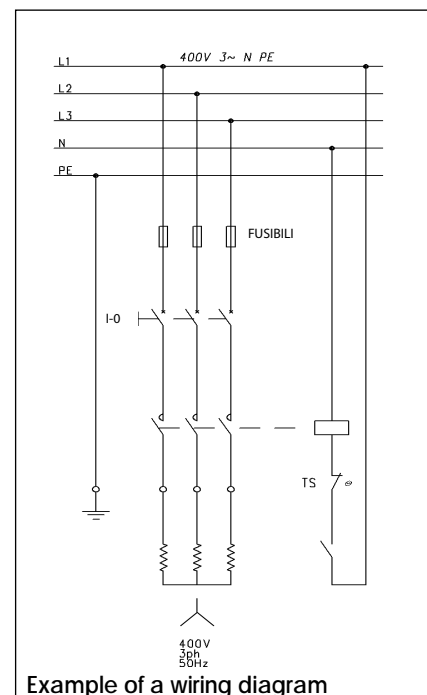 400V 3~ N PE
L1
L2
L3
N
PE
FUSIBILI
I-0
TS
400V
3ph
50Hz
Example of a wiring diagram